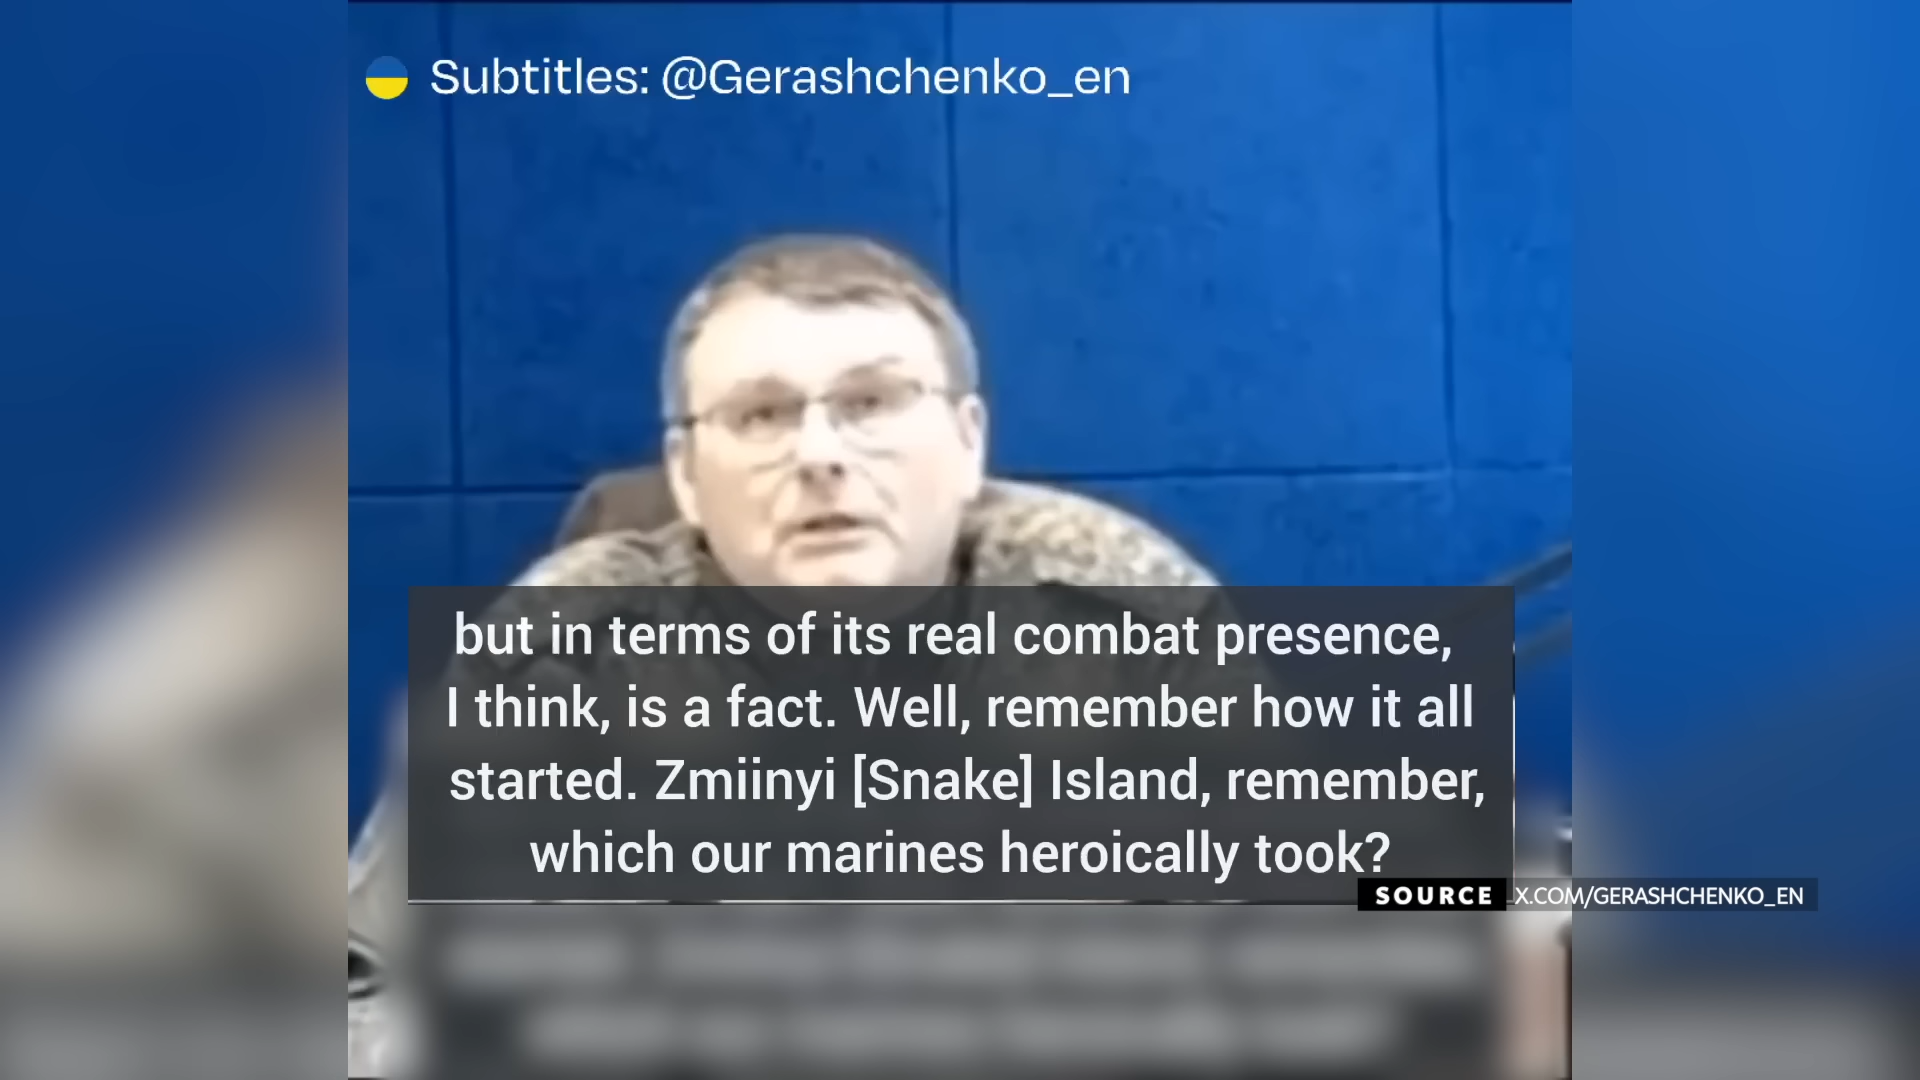 Subtitles: @Gerashchenko_en
but in terms of its real combat presence,
I think, is a fact. Well, remember how it all
started. Zmiinyi [Snake] Island, remember,
which our marines heroically took?
SOURCE X.COM/GERASHCHENKO_EN